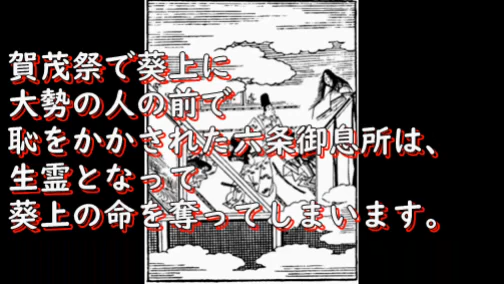 賀茂祭で葵上に
大勢の人の前で
恥をかかされた六条御息所は、
生霊となって
葵上の命を奪ってしまいます。